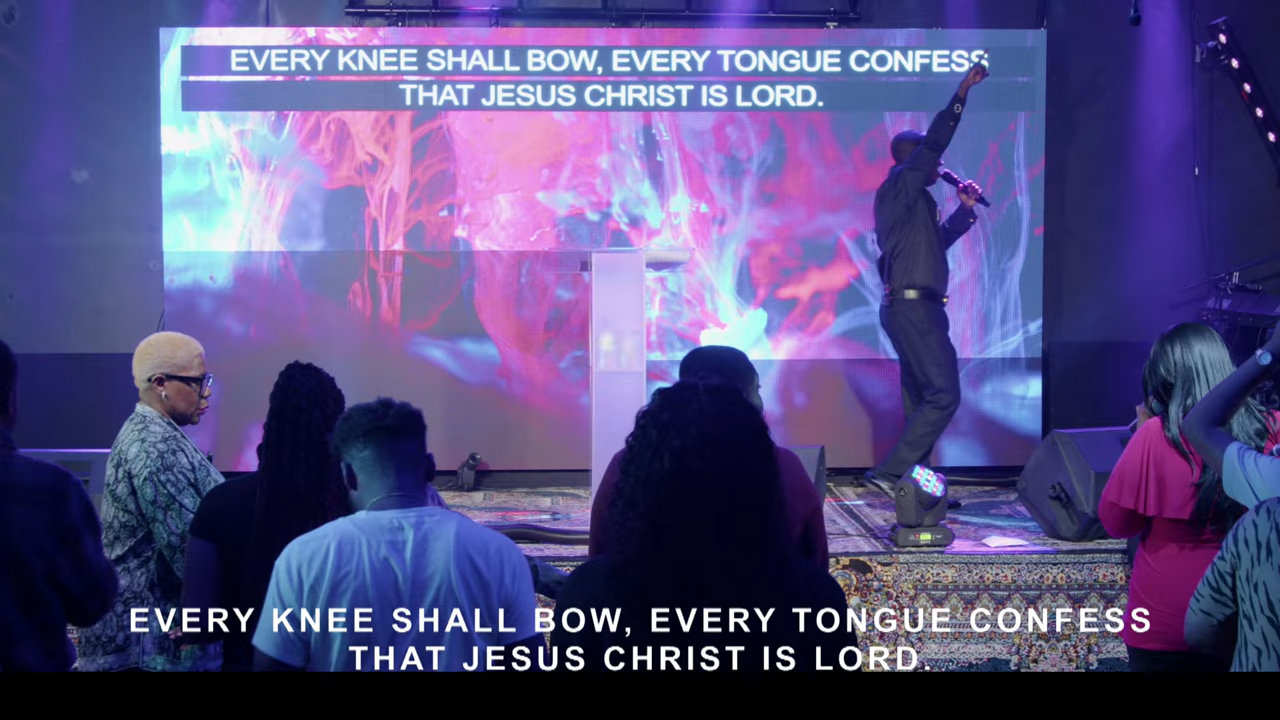 EVERY KNEE SHALL BOW, EVERY TONGUE CONFESS
THAT JESUS CHRIST IS LORD.
EVERY KNEE SHALL BOW, EVERY TONGUE CONFESS
THAT JESUS CHRIST IS LORD.